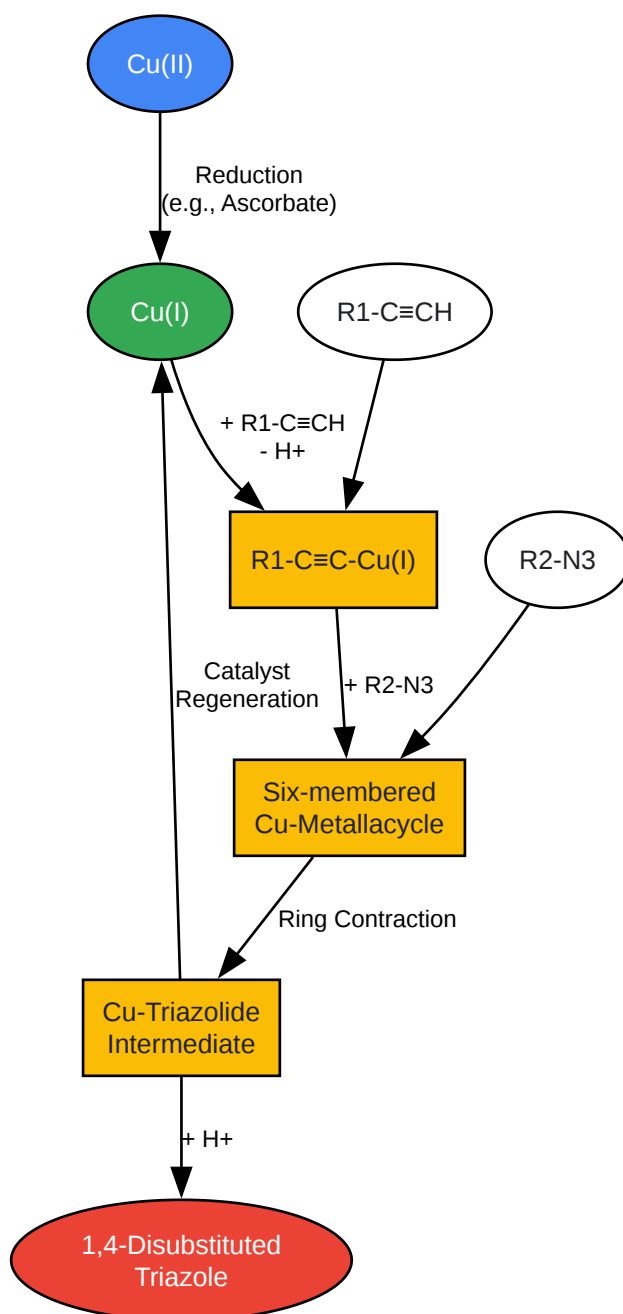 Cu(II)
Reduction
(e.g., Ascorbate)
Cu(I)
R1-C≡CH
+ R1-C≡CH
- H+
R1-C≡C-Cu(I)
R2-N3
Catalyst
Regeneration
+ R2-N3
Six-membered
Cu-Metallacycle
Ring Contraction
Cu-Triazolide
Intermediate
+ H+
1,4-Disubstituted
Triazole